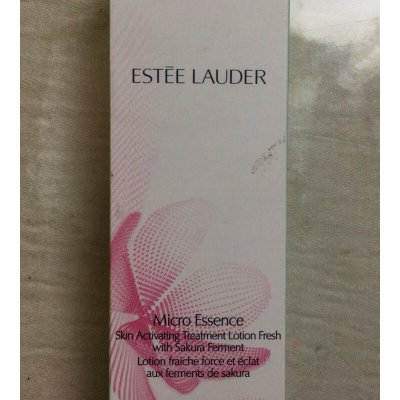 ESTĒE LAUDER
Micro Essence
Skin Activating Treatment Lotion Fresh
with Sakura Ferment
Lotion fraîche force et éclat
aux ferments de sakura